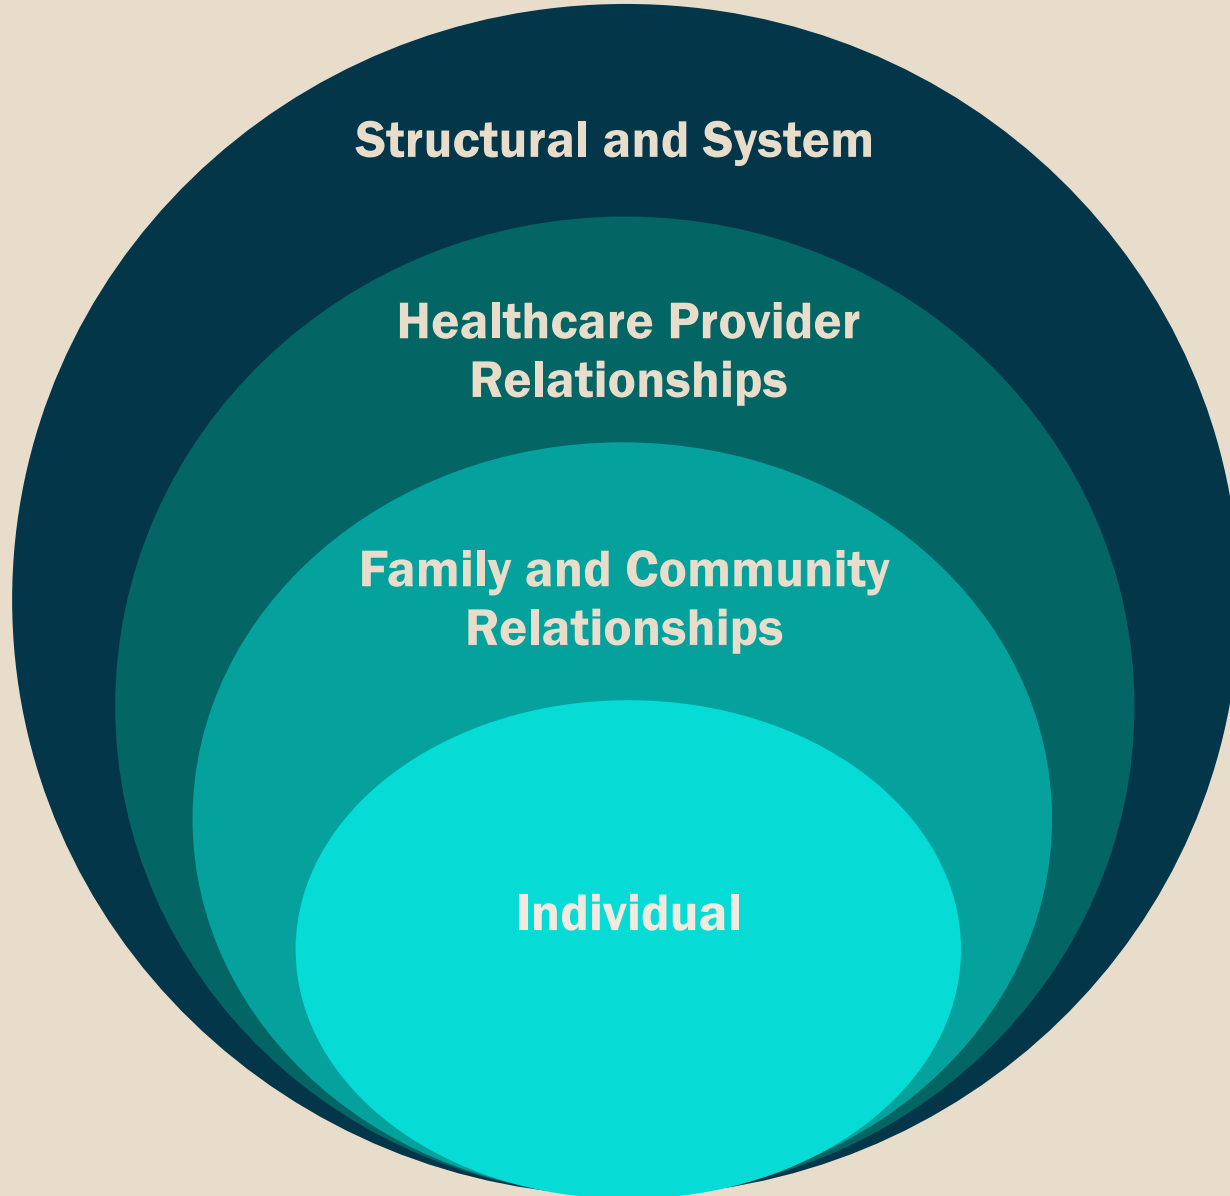 Structural and System
Healthcare Provider
Relationships
Family and Community
Relationships
Individual